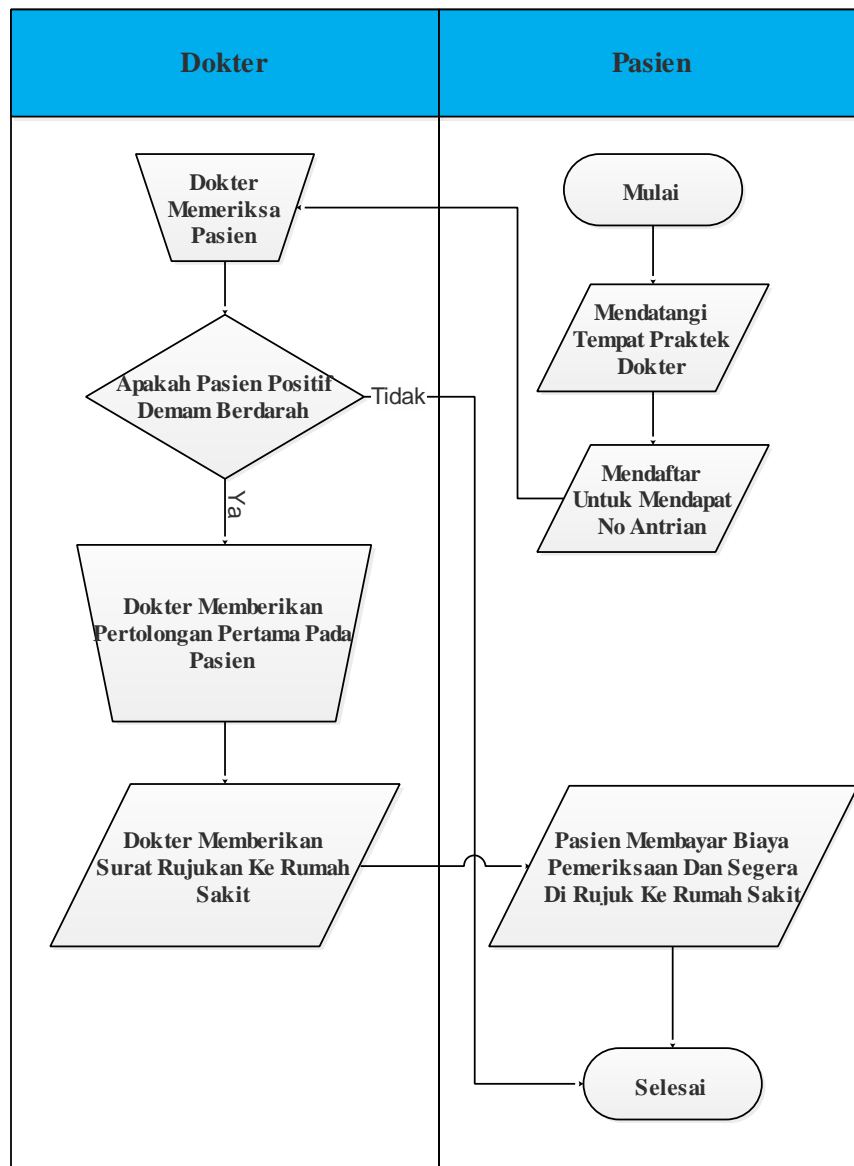 Dokter
Pasien
Mulai
Mendatangi
Tempat Praktek
Dokter
Mendaftar
Untuk Mendapat
No Antrian
Dokter
Memeriksa
Pasien
Apakah Pasien Positif
Demam Berdarah
Tidak
Ya
Dokter Memberikan
Pertolongan Pertama Pada
Pasien
Dokter Memberikan
Surat Rujukan Ke Rumah
Sakit
Pasien Membayar Biaya
Pemeriksaan Dan Segera
Di Rujuk Ke Rumah Sakit
Selesai